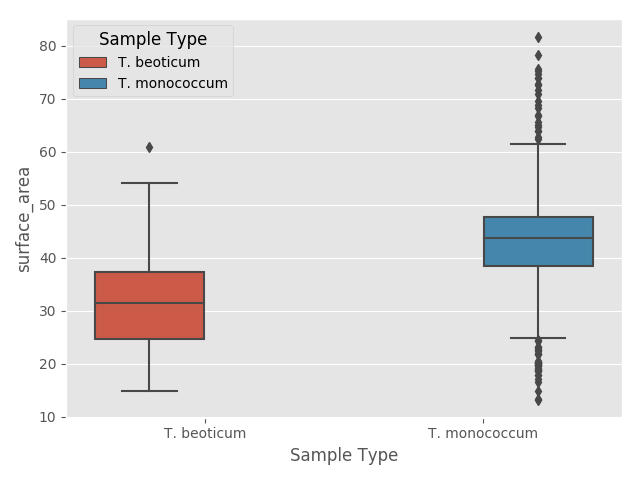 Sample Type
T. beoticum
T. monococcum
80
70
60
50
40
30
20
10
surface_area
T. beoticum T. monococcum
Sample Type